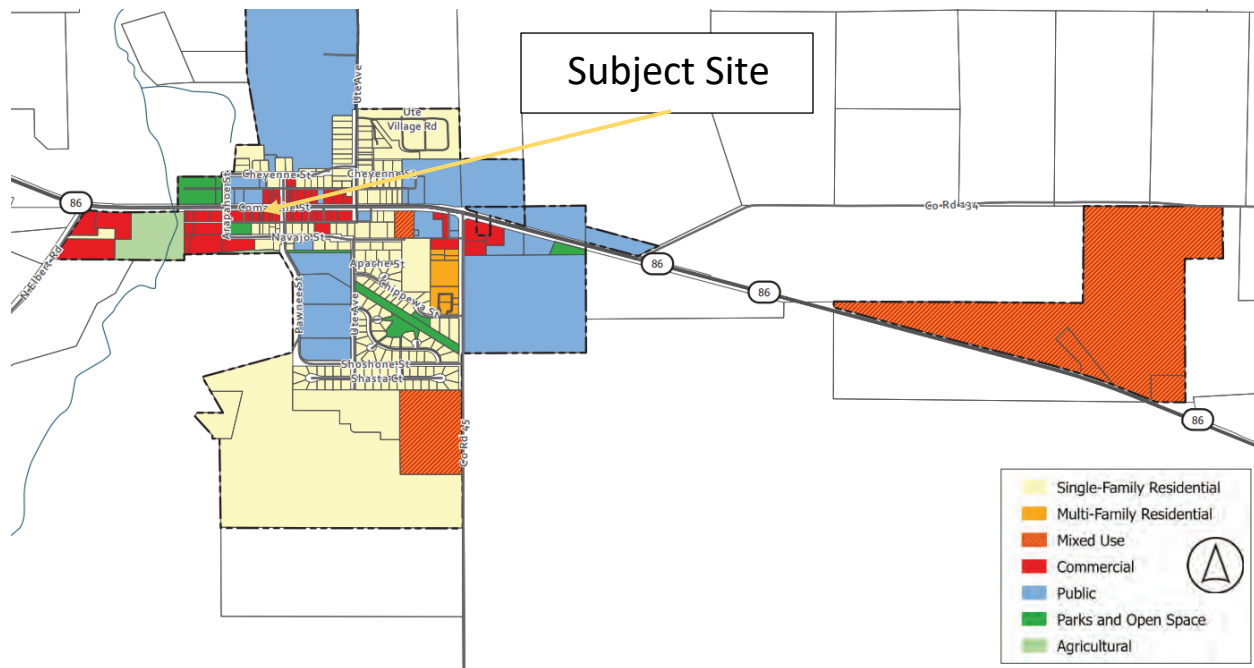 Subject Site
Ute Ave
Ute
Village Rd
Cheyenne St
Cheyenne St
Arapahoe St
86
Co Rd 134
Navajo St
N Elbert Rd
Apache St
86
86
Chippewa St
Pawnee St
Ute Ave
Shoshone St
Shasta Ct
86
Co Rd 45
Single-Family Residential
Multi-Family Residential
Mixed Use
Commercial
Public
Parks and Open Space
Agricultural